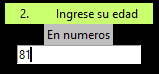 2. Ingrese su edad
En numeros
81